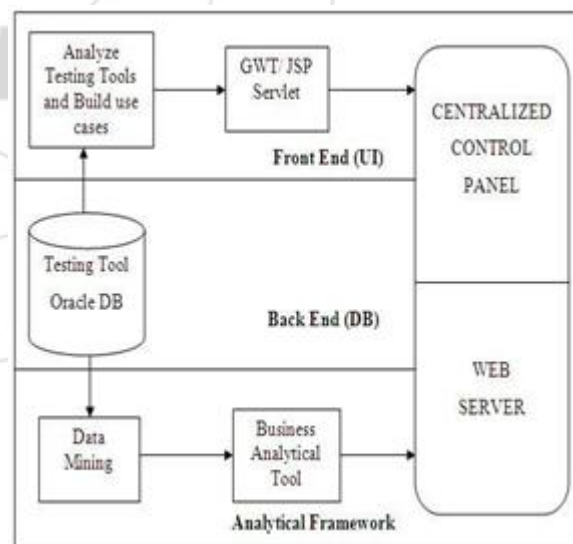 Analyze
Testing Tools
and Build use
cases
GWT/ JSP
Servlet
Front End (UI)
CENTRALIZED
CONTROL
PANEL
Testing Tool
Oracle DB
Back End (DB)
WEB
SERVER
Data
Mining
Business
Analytical
Tool
Analytical Framework